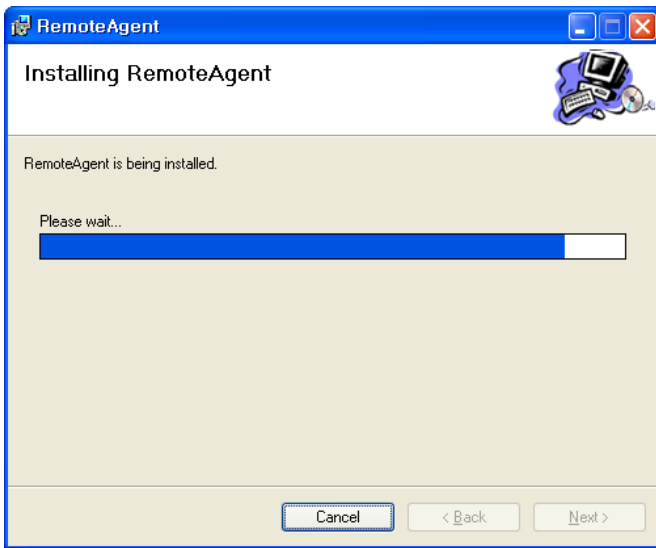 RemoteAgent
Installing RemoteAgent
RemoteAgent is being installed.
Please wait...
Cancel
< Back
Next >